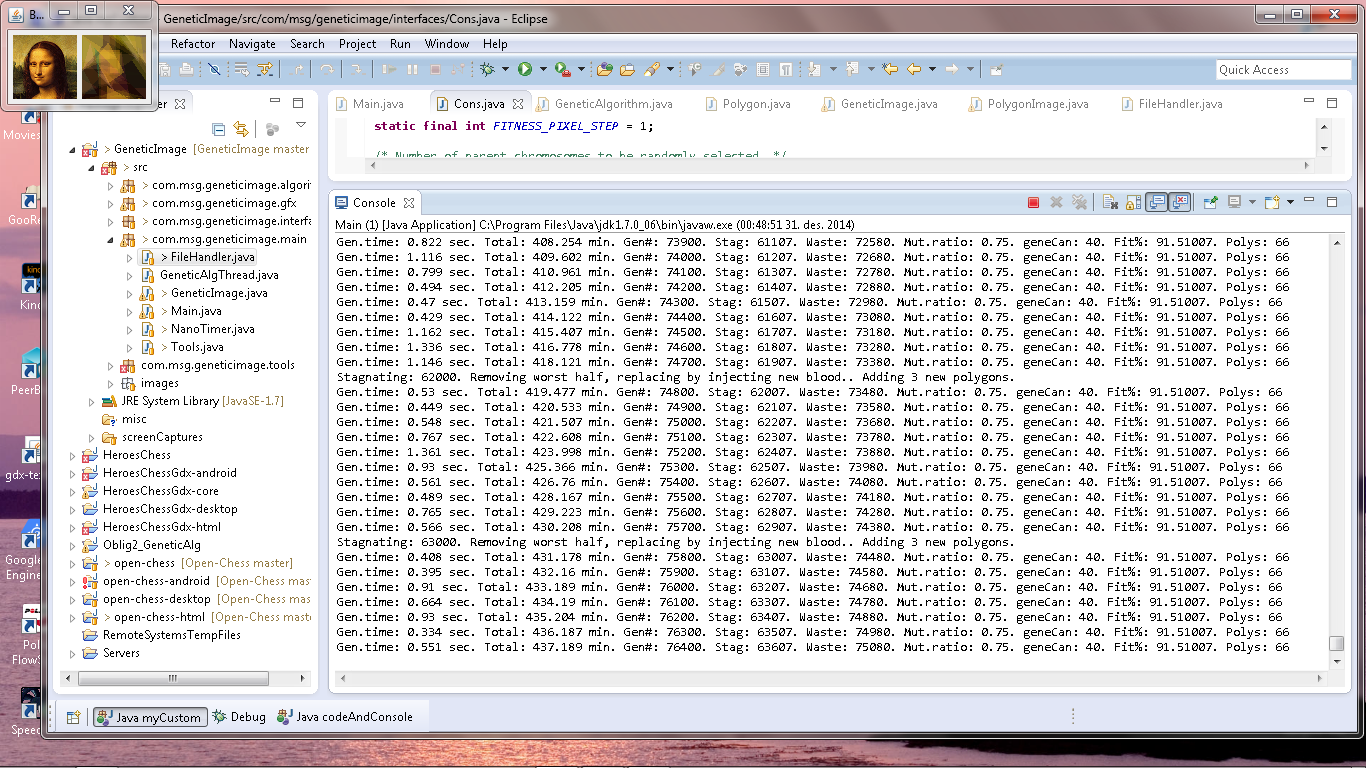 B...
GeneticImage/src/com/msg/geneticimage/interfaces/Cons.java - Eclipse
Refactor Navigate Search Project Run Window Help
Quick Access
Main.java Cons.java GeneticAlgorithm.java Polygon.java GeneticImage.java PolygonImage.java FileHandler.java
static final int FITNESS_PIXEL_STEP = 1;
/* Number of parent chromosomes to be randomly selected. */
Movies
GooRe
Kin
PeerB
gdx-te
Google
Engine
Pol
FlowS
Speec
> GeneticImage [GeneticImage master
> src
> com.msg.geneticimage.algori
> com.msg.geneticimage.gfx
> com.msg.geneticimage.interfa
> com.msg.geneticimage.main
> FileHandler.java
GeneticAlgThread.java
> GeneticImage.java
> Main.java
> NanoTimer.java
> Tools.java
com.msg.geneticimage.tools
images
JRE System Library [JavaSE-1.7]
misc
screenCaptures
HeroesChess
HeroesChessGdx-android
HeroesChessGdx-core
HeroesChessGdx-desktop
HeroesChessGdx-html
Oblig2_GeneticAlg
> open-chess [Open-Chess master]
open-chess-android [Open-Chess mas
open-chess-desktop [Open-Chess mas
> open-chess-html [Open-Chess maste
RemoteSystemsTempFiles
Servers
Console
Main (1) [Java Application] C:\Program Files\Java\jdk1.7.0_06\bin\javaw.exe (00:48:51 31. des. 2014)
Gen.time: 0.822 sec. Total: 408.254 min. Gen#: 73900. Stag: 61107. Waste: 72580. Mut.ratio: 0.75. geneCan: 40. Fit%: 91.51007. Polys: 66
Gen.time: 1.116 sec. Total: 409.602 min. Gen#: 74000. Stag: 61207. Waste: 72680. Mut.ratio: 0.75. geneCan: 40. Fit%: 91.51007. Polys: 66
Gen.time: 0.799 sec. Total: 410.961 min. Gen#: 74100. Stag: 61307. Waste: 72780. Mut.ratio: 0.75. geneCan: 40. Fit%: 91.51007. Polys: 66
Gen.time: 0.494 sec. Total: 412.205 min. Gen#: 74200. Stag: 61407. Waste: 72880. Mut.ratio: 0.75. geneCan: 40. Fit%: 91.51007. Polys: 66
Gen.time: 0.47 sec. Total: 413.159 min. Gen#: 74300. Stag: 61507. Waste: 72980. Mut.ratio: 0.75. geneCan: 40. Fit%: 91.51007. Polys: 66
Gen.time: 0.429 sec. Total: 414.122 min. Gen#: 74400. Stag: 61607. Waste: 73080. Mut.ratio: 0.75. geneCan: 40. Fit%: 91.51007. Polys: 66
Gen.time: 1.162 sec. Total: 415.407 min. Gen#: 74500. Stag: 61707. Waste: 73180. Mut.ratio: 0.75. geneCan: 40. Fit%: 91.51007. Polys: 66
Gen.time: 1.336 sec. Total: 416.778 min. Gen#: 74600. Stag: 61807. Waste: 73280. Mut.ratio: 0.75. geneCan: 40. Fit%: 91.51007. Polys: 66
Gen.time: 1.146 sec. Total: 418.121 min. Gen#: 74700. Stag: 61907. Waste: 73380. Mut.ratio: 0.75. geneCan: 40. Fit%: 91.51007. Polys: 66
Stagnating: 62000. Removing worst half, replacing by injecting new blood.. Adding 3 new polygons.
Gen.time: 0.53 sec. Total: 419.477 min. Gen#: 74800. Stag: 62007. Waste: 73480. Mut.ratio: 0.75. geneCan: 40. Fit%: 91.51007. Polys: 66
Gen.time: 0.449 sec. Total: 420.533 min. Gen#: 74900. Stag: 62107. Waste: 73580. Mut.ratio: 0.75. geneCan: 40. Fit%: 91.51007. Polys: 66
Gen.time: 0.548 sec. Total: 421.507 min. Gen#: 75000. Stag: 62207. Waste: 73680. Mut.ratio: 0.75. geneCan: 40. Fit%: 91.51007. Polys: 66
Gen.time: 0.767 sec. Total: 422.608 min. Gen#: 75100. Stag: 62307. Waste: 73780. Mut.ratio: 0.75. geneCan: 40. Fit%: 91.51007. Polys: 66
Gen.time: 1.361 sec. Total: 423.998 min. Gen#: 75200. Stag: 62407. Waste: 73880. Mut.ratio: 0.75. geneCan: 40. Fit%: 91.51007. Polys: 66
Gen.time: 0.93 sec. Total: 425.366 min. Gen#: 75300. Stag: 62507. Waste: 73980. Mut.ratio: 0.75. geneCan: 40. Fit%: 91.51007. Polys: 66
Gen.time: 0.561 sec. Total: 426.76 min. Gen#: 75400. Stag: 62607. Waste: 74080. Mut.ratio: 0.75. geneCan: 40. Fit%: 91.51007. Polys: 66
Gen.time: 0.489 sec. Total: 428.167 min. Gen#: 75500. Stag: 62707. Waste: 74180. Mut.ratio: 0.75. geneCan: 40. Fit%: 91.51007. Polys: 66
Gen.time: 0.765 sec. Total: 429.223 min. Gen#: 75600. Stag: 62807. Waste: 74280. Mut.ratio: 0.75. geneCan: 40. Fit%: 91.51007. Polys: 66
Gen.time: 0.566 sec. Total: 430.208 min. Gen#: 75700. Stag: 62907. Waste: 74380. Mut.ratio: 0.75. geneCan: 40. Fit%: 91.51007. Polys: 66
Stagnating: 63000. Removing worst half, replacing by injecting new blood.. Adding 3 new polygons.
Gen.time: 0.408 sec. Total: 431.178 min. Gen#: 75800. Stag: 63007. Waste: 74480. Mut.ratio: 0.75. geneCan: 40. Fit%: 91.51007. Polys: 66
Gen.time: 0.395 sec. Total: 432.16 min. Gen#: 75900. Stag: 63107. Waste: 74580. Mut.ratio: 0.75. geneCan: 40. Fit%: 91.51007. Polys: 66
Gen.time: 0.91 sec. Total: 433.189 min. Gen#: 76000. Stag: 63207. Waste: 74680. Mut.ratio: 0.75. geneCan: 40. Fit%: 91.51007. Polys: 66
Gen.time: 0.664 sec. Total: 434.19 min. Gen#: 76100. Stag: 63307. Waste: 74780. Mut.ratio: 0.75. geneCan: 40. Fit%: 91.51007. Polys: 66
Gen.time: 0.93 sec. Total: 435.204 min. Gen#: 76200. Stag: 63407. Waste: 74880. Mut.ratio: 0.75. geneCan: 40. Fit%: 91.51007. Polys: 66
Gen.time: 0.334 sec. Total: 436.187 min. Gen#: 76300. Stag: 63507. Waste: 74980. Mut.ratio: 0.75. geneCan: 40. Fit%: 91.51007. Polys: 66
Gen.time: 0.551 sec. Total: 437.189 min. Gen#: 76400. Stag: 63607. Waste: 75080. Mut.ratio: 0.75. geneCan: 40. Fit%: 91.51007. Polys: 66
Java myCustom Debug Java codeAndConsole